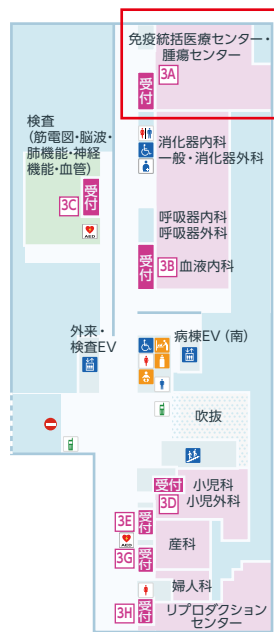 免疫統括医療センター・
腫瘍センター
3A
受付
検査
(筋電図・脳波・
肺機能・神経
機能・血管)
受付
3C
AED
消化器内科
一般・消化器外科
呼吸器内科
呼吸器外科
受付
3B 血液内科
外来・
検査EV
病棟EV (南)
吹抜
受付
小児科
3D
小児外科
3E 受付
AED
産科
3G 受付
婦人科
3H 受付
リプロダクション
センター